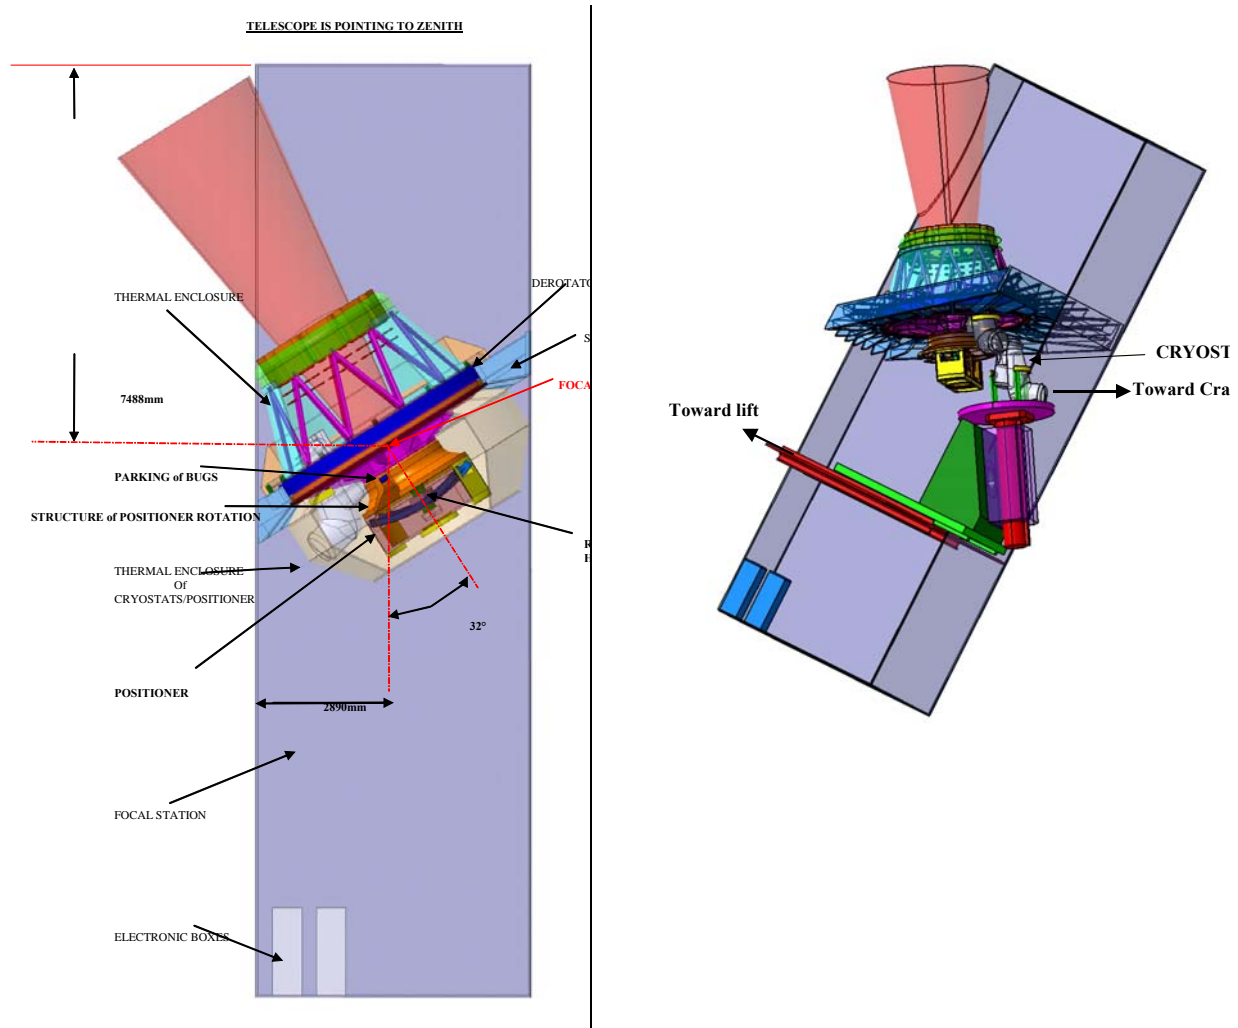 TELESCOPE IS POINTING TO ZENITH
THERMAL ENCLOSURE
DEROTATO
S
FOCA
7488mm
PARKING of BUGS
STRUCTURE of POSITIONER ROTATION
R
H
THERMAL ENCLOSURE
Of
CRYOSTATS/POSITIONER
32°
POSITIONER
2890mm
FOCAL STATION
ELECTRONIC BOXES
CRYOST
Toward Cra
Toward lift